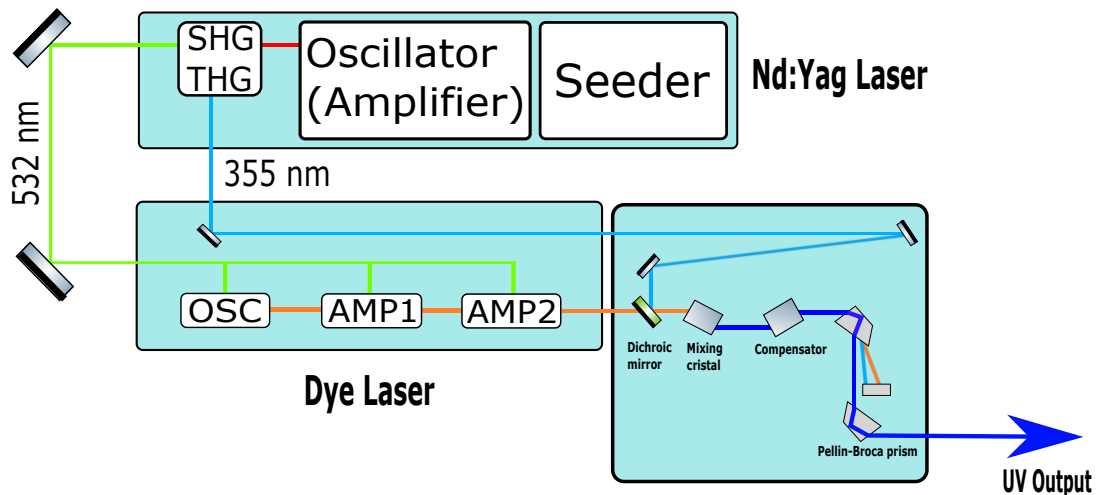 SHG
THG
Oscillator
(Amplifier)
Seeder
Nd:Yag Laser
532 nm
355 nm
OSC
AMP1
AMP2
Dichroic
mirror
Mixing
cristal
Compensator
Dye Laser
Pellin-Broca prism
UV Output